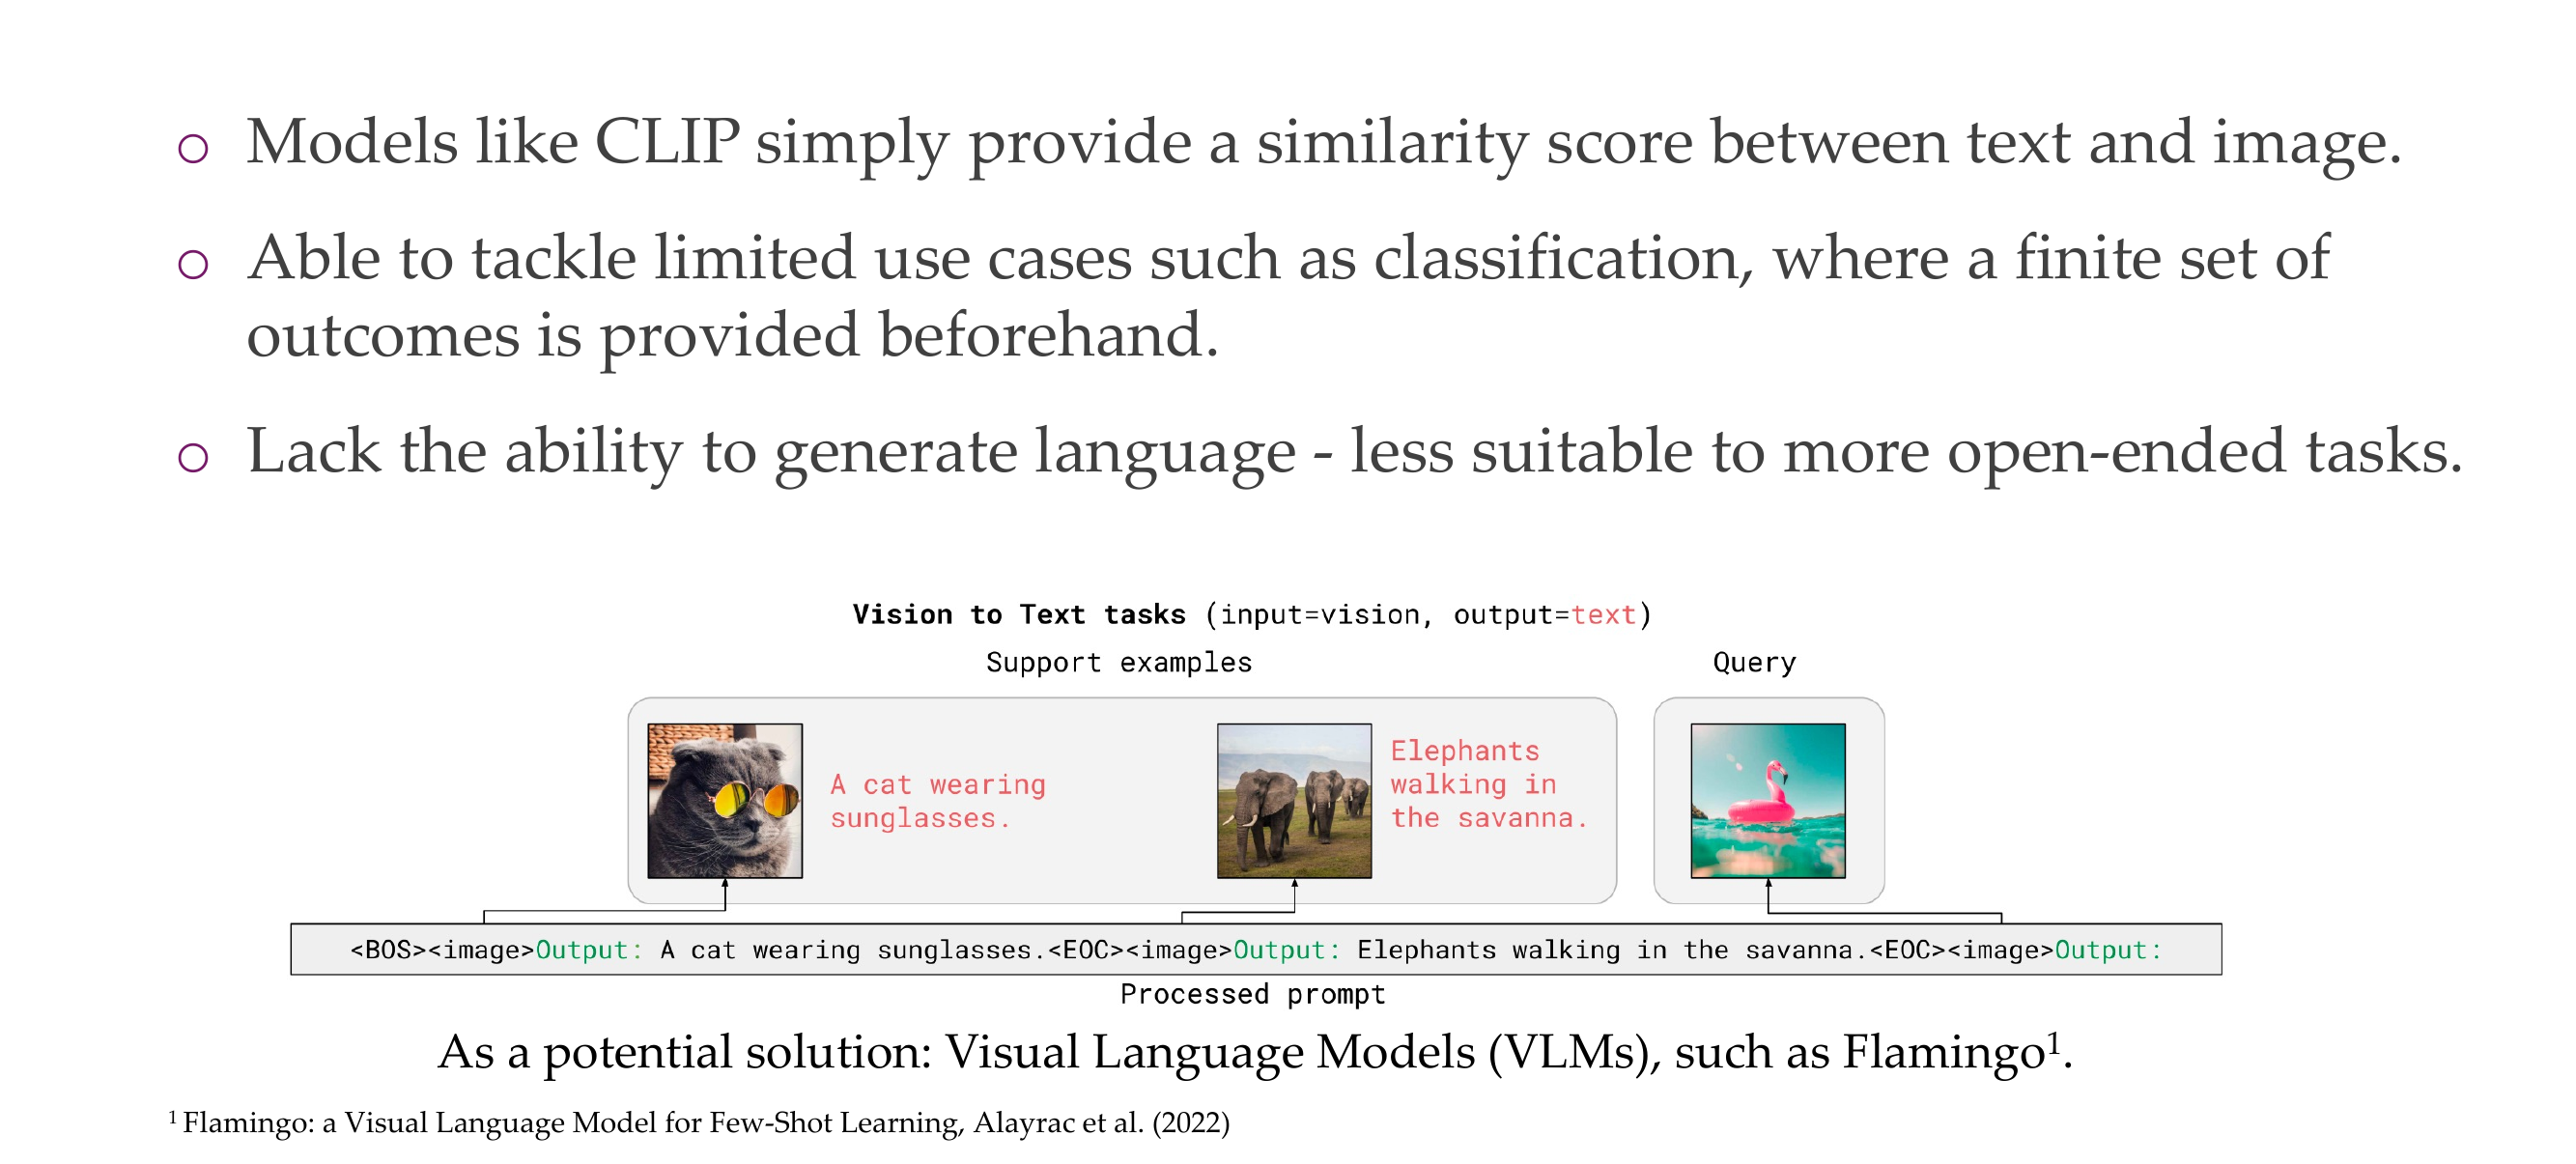 ○ Models like CLIP simply provide a similarity score between text and image.
○ Able to tackle limited use cases such as classification, where a finite set of
outcomes is provided beforehand.
○ Lack the ability to generate language - less suitable to more open-ended tasks.
Vision to Text tasks (input=vision, output=text)
Support examples
Query
A cat wearing
sunglasses.
Elephants
walking in
the savanna.
<BOS><image>Output: A cat wearing sunglasses.<EOC><image>Output: Elephants walking in the savanna.<EOC><image>Output:
Processed prompt
As a potential solution: Visual Language Models (VLMs), such as Flamingo¹.
¹ Flamingo: a Visual Language Model for Few-Shot Learning, Alayrac et al. (2022)